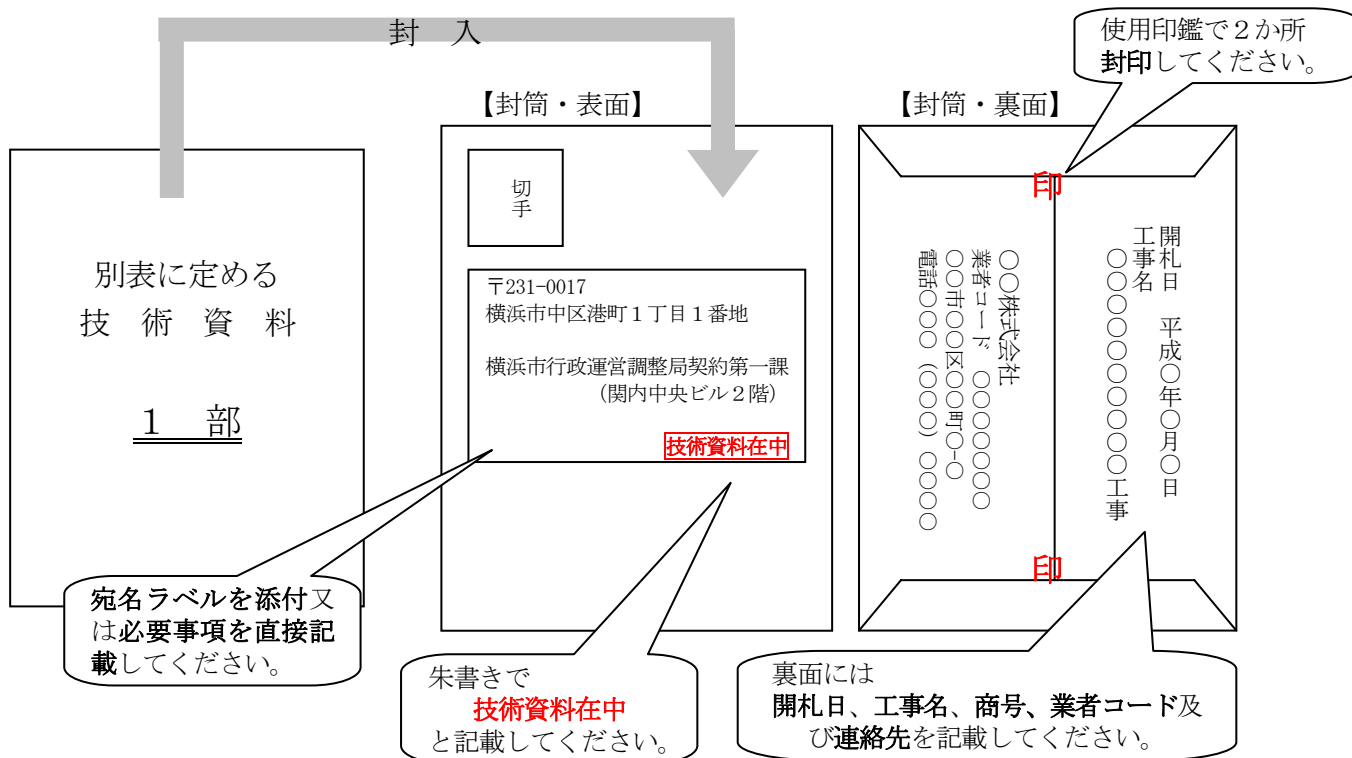 封　入
使用印鑑で２か所
封印してください。
【封筒・表面】
【封筒・裏面】
別表に定める
技　術　資　料
１　部
切手
〒231-0017
横浜市中区港町１丁目１番地
横浜市行政運営調整局契約第一課
（関内中央ビル２階）
技術資料在中
印
開札日　平成○年○月○日
工事名
○○○○○○○○○○工事
○○株式会社
業者コード　○○○○○○○
○○市○○区○○町○-○
電話○○○（○○○）○○○○
印
宛名ラベルを添付又
は必要事項を直接記
載してください。
朱書きで
技術資料在中
と記載してください。
裏面には
開札日、工事名、商号、業者コード及
び連絡先を記載してください。